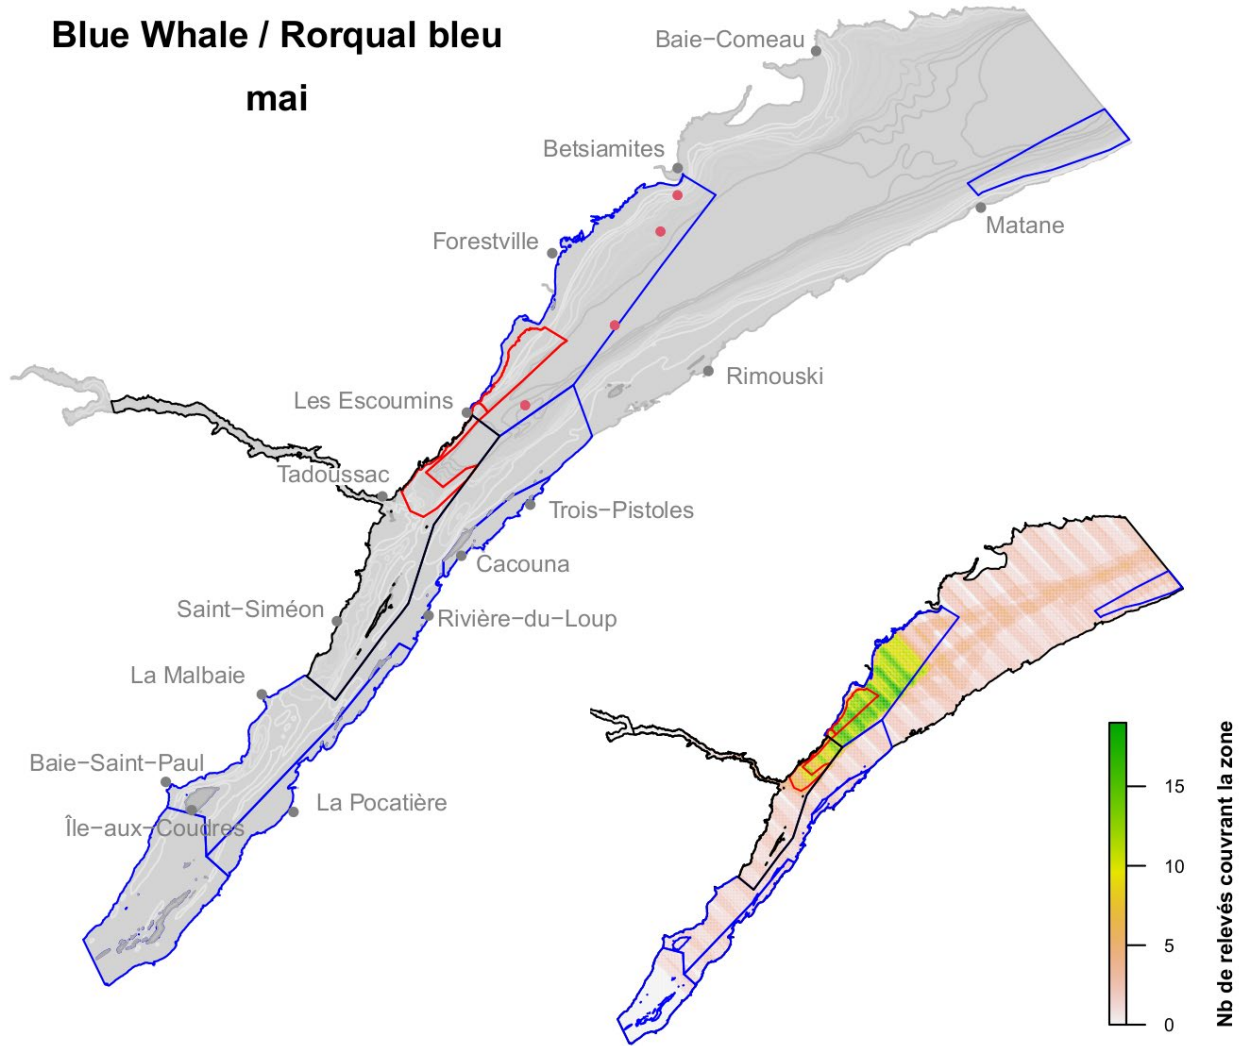 Blue Whale / Rorqual bleu
mai
Baie−Comeau
Betsiamites
Matane
Forestville
Rimouski
Les Escoumins
Tadoussac
Trois−Pistoles
Cacouna
Saint−Siméon
Rivière−du−Loup
La Malbaie
Baie−Saint−Paul
La Pocatière
Île−aux−Coudres
15
10
5
0
Nb de relevés couvrant la zone